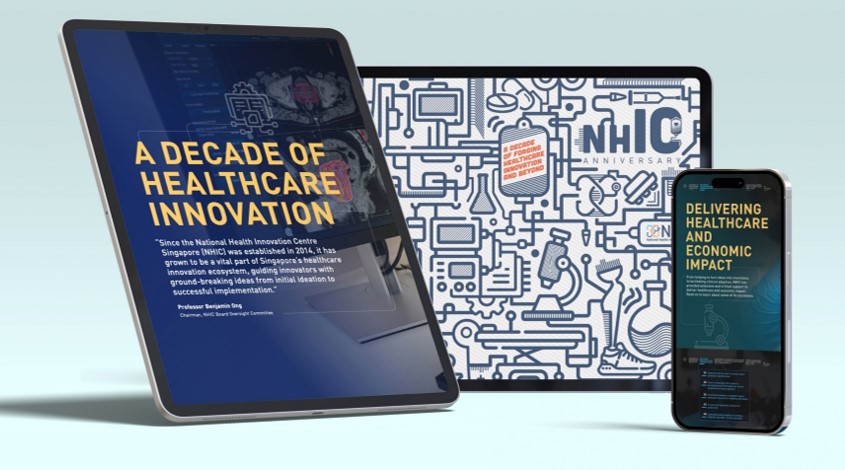 A DECADE OF
HEALTHCARE
INNOVATION
"Since the National Health Innovation Centre
Singapore (NHIC) was established in 2014, it has
grown to be a vital part of Singapore's healthcare
innovation ecosystem, guiding innovators with
ground-breaking ideas from initial ideation to
successful implementation."
Professor Benjamin Ong
Chairman, NHIC Board Oversight Committee
A DECADE
OF FORGING
HEALTHCARE
INNOVATION
AND BEYOND
NHIC
ANNIVERSARY
DELIVERING
HEALTHCARE
AND
ECONOMIC
IMPACT